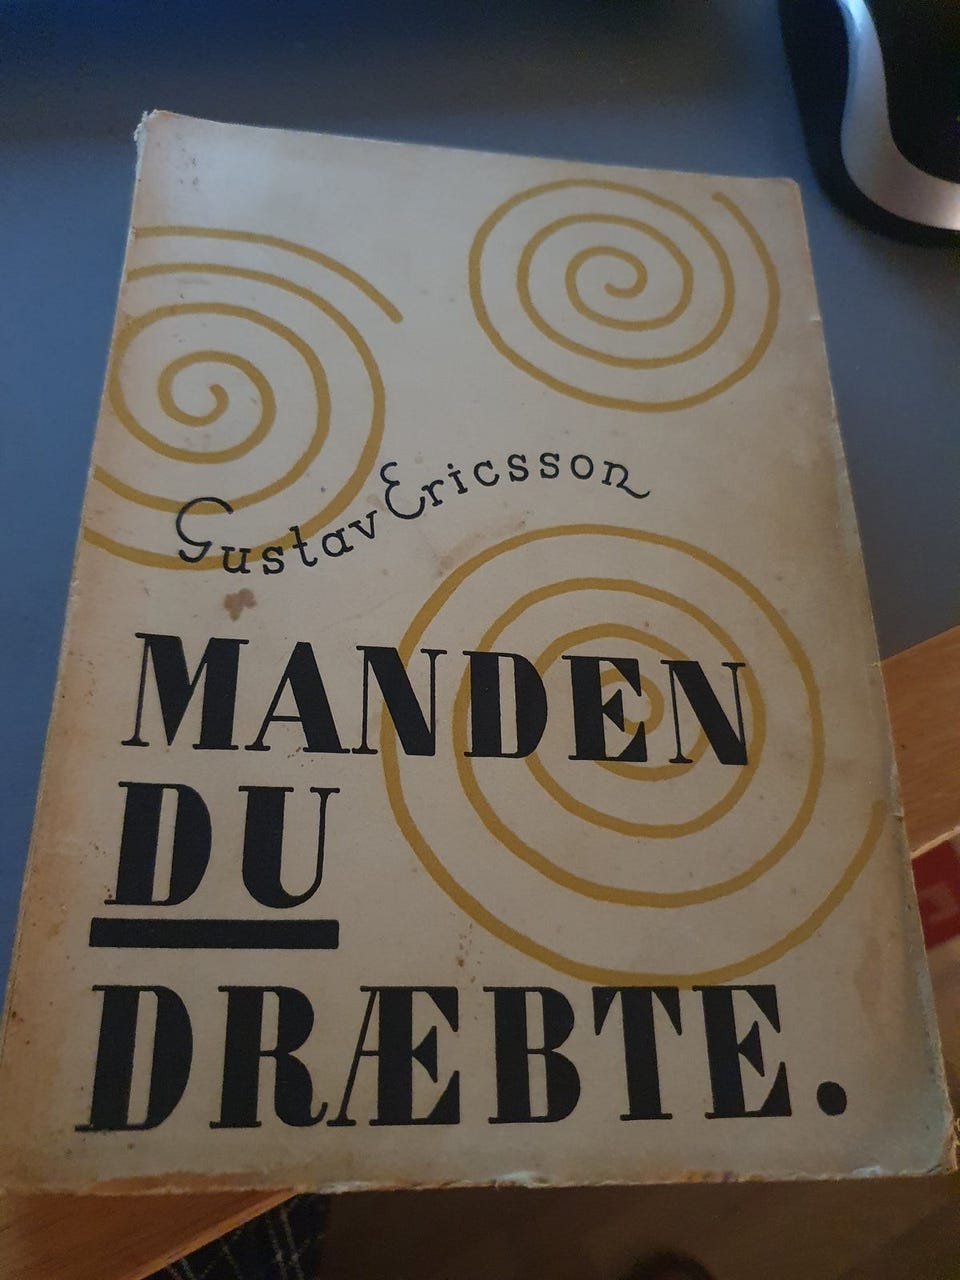 Gustav Ericsson
MANDEN
DU
DRÆBTE.